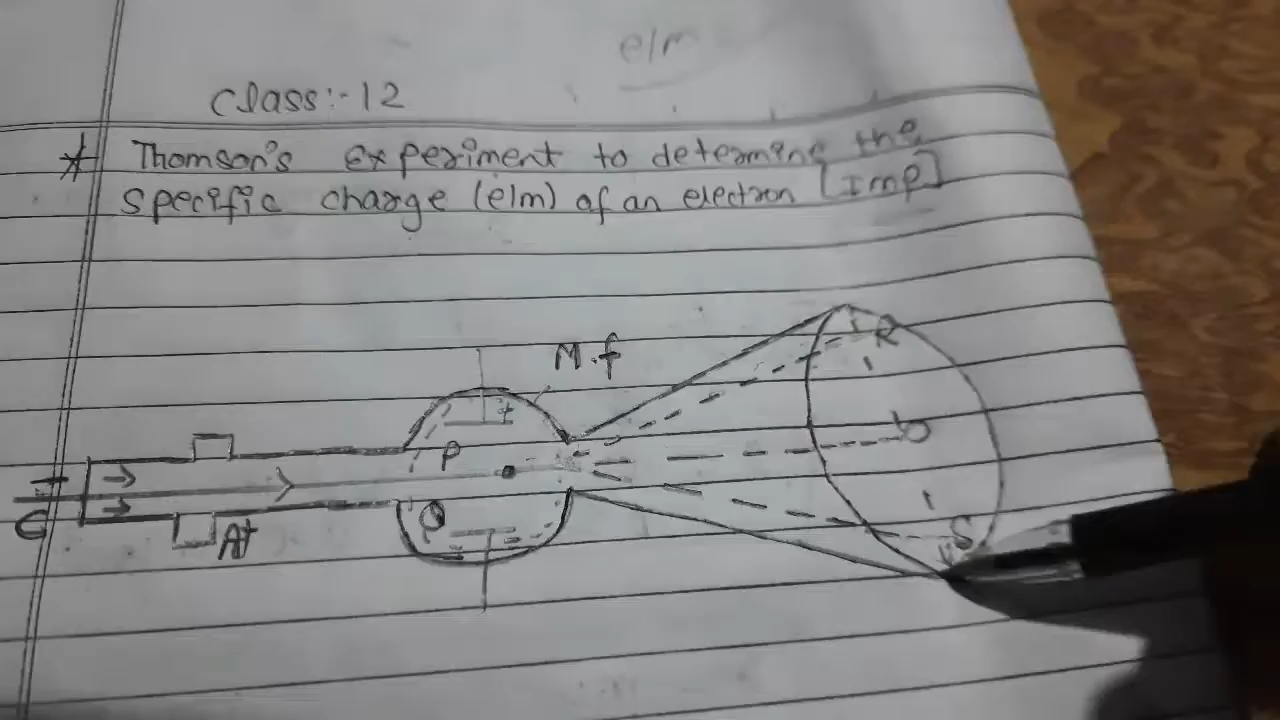 e/m
Class:- 12
* Thomson's experiment to determine the
specific charge (e/m) of an electron [Imp]
M.f
R
P
+
C
Q
A+
S